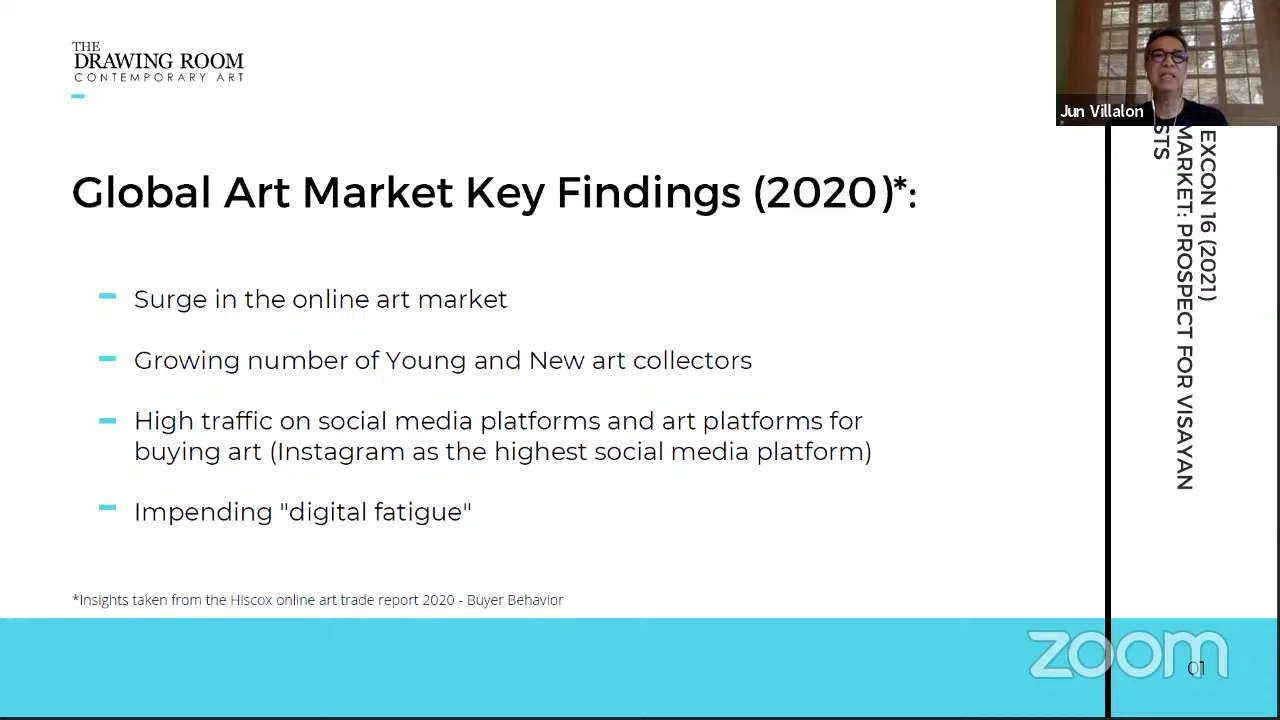 THE
DRAWING ROOM
CONTEMPORARY ART
Jun Villalon
Global Art Market Key Findings (2020)*:
Surge in the online art market
Growing number of Young and New art collectors
High traffic on social media platforms and art platforms for
buying art (Instagram as the highest social media platform)
Impending "digital fatigue"
*Insights taken from the Hiscox online art trade report 2020 - Buyer Behavior
EXCON 16 (2021)
MARKET: PROSPECT FOR VISAYAN
STS
zoom
01